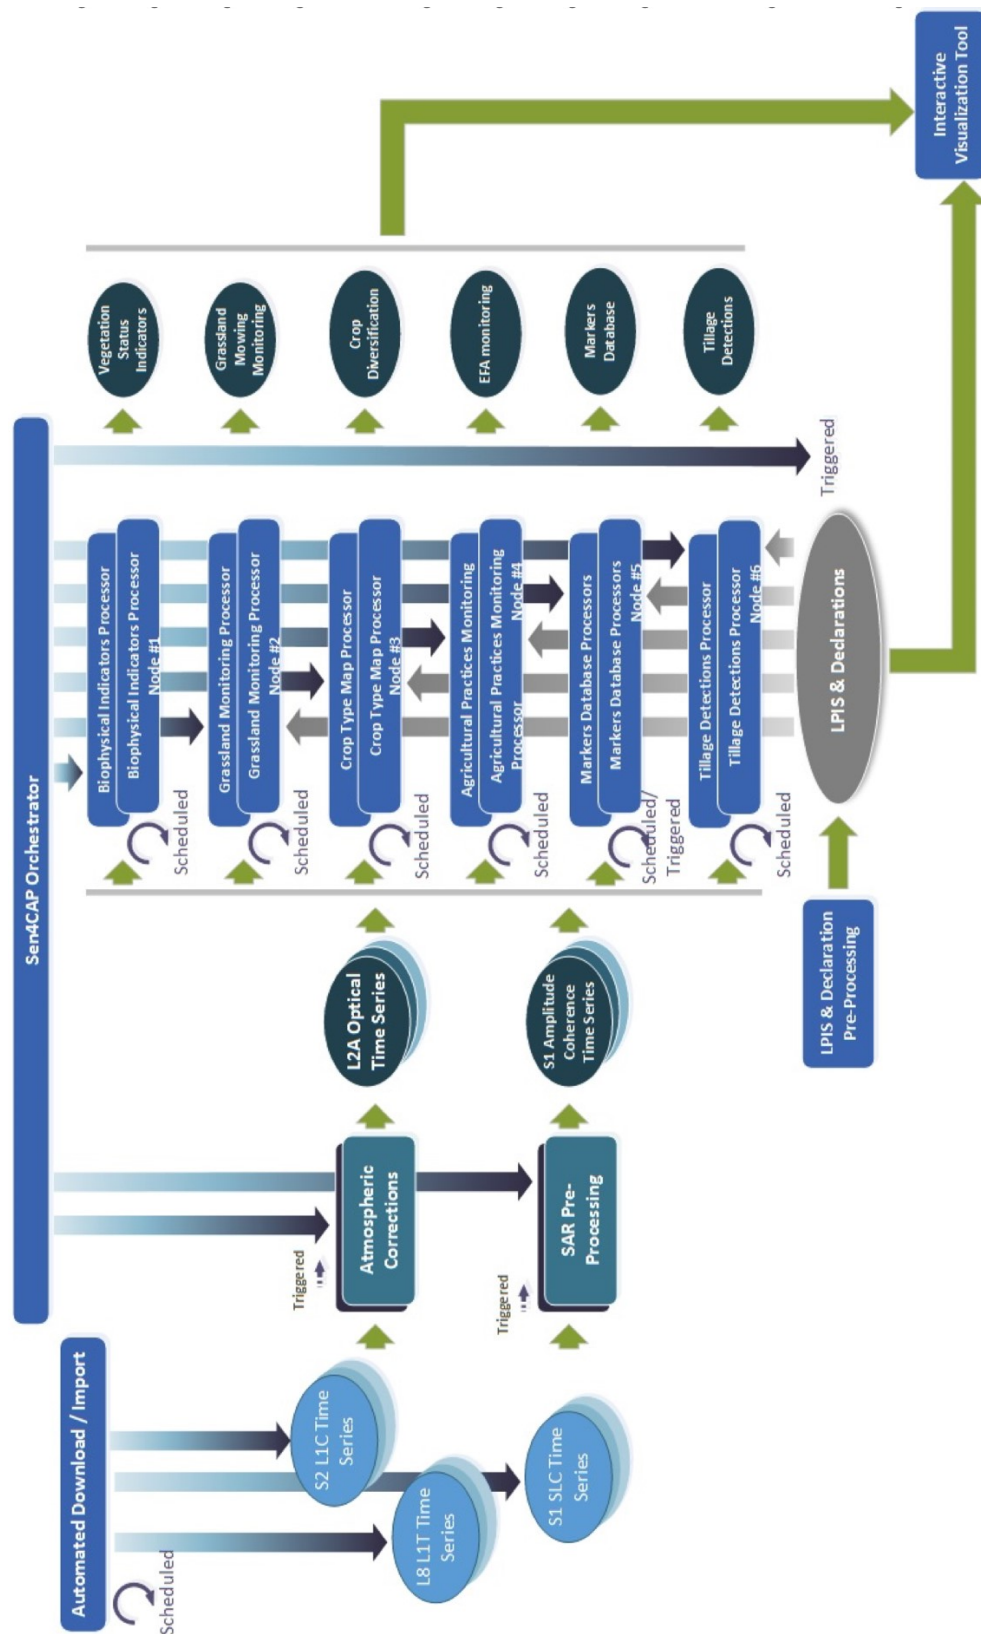 Automated Download / Import
Scheduled
S2 L1C Time
Series
L8 L1T Time
Series
S1 SLC Time
Series
Sen4CAP Orchestrator
Triggered
Atmospheric
Corrections
Triggered
SAR Pre-
Processing
L2A Optical
Time Series
S1 Amplitude
Coherence
Time Series
LPIS & Declaration
Pre-Processing
Biophysical Indicators Processor
Biophysical Indicators Processor
Node #1
Scheduled
Grassland Monitoring Processor
Grassland Monitoring Processor
Node #2
Scheduled
Crop Type Map Processor
Crop Type Map Processor
Node #3
Scheduled
Agricultural Practices Monitoring
Agricultural Practices Monitoring
Processor
Node #4
Scheduled
Markers Database Processors
Markers Database Processors
Node #5
Scheduled/
Triggered
Tillage Detections Processor
Tillage Detections Processor
Node #6
Scheduled
LPIS & Declarations
Triggered
Vegetation
Status
Indicators
Grassland
Mowing
Monitoring
Crop
Diversification
EFA monitoring
Markers
Database
Tillage
Detections
Interactive
Visualization Tool